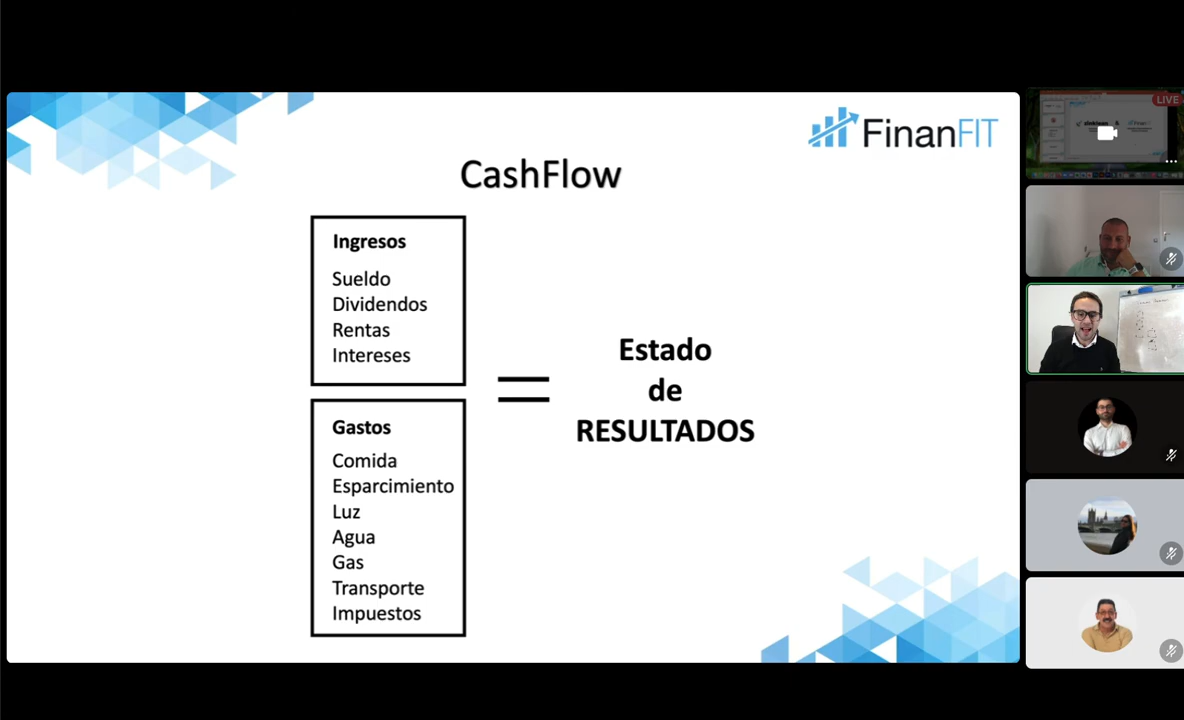 FinanFIT
CashFlow
Ingresos
Sueldo
Dividendos
Rentas
Intereses
Gastos
Comida
Esparcimiento
Luz
Agua
Gas
Transporte
Impuestos
Estado
de
RESULTADOS
LIVE